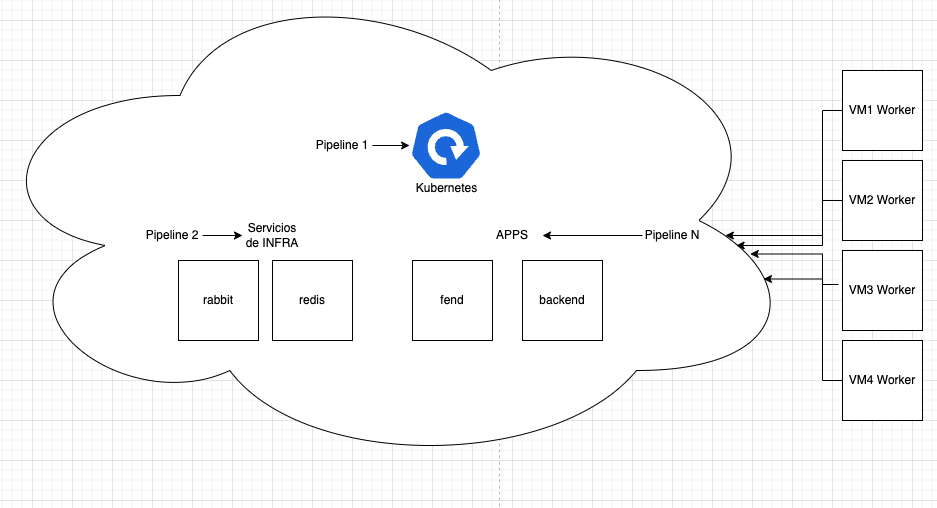 Pipeline 1
Kubernetes
Pipeline 2
Servicios
de INFRA
APPS
Pipeline N
rabbit
redis
fend
backend
VM1 Worker
VM2 Worker
VM3 Worker
VM4 Worker